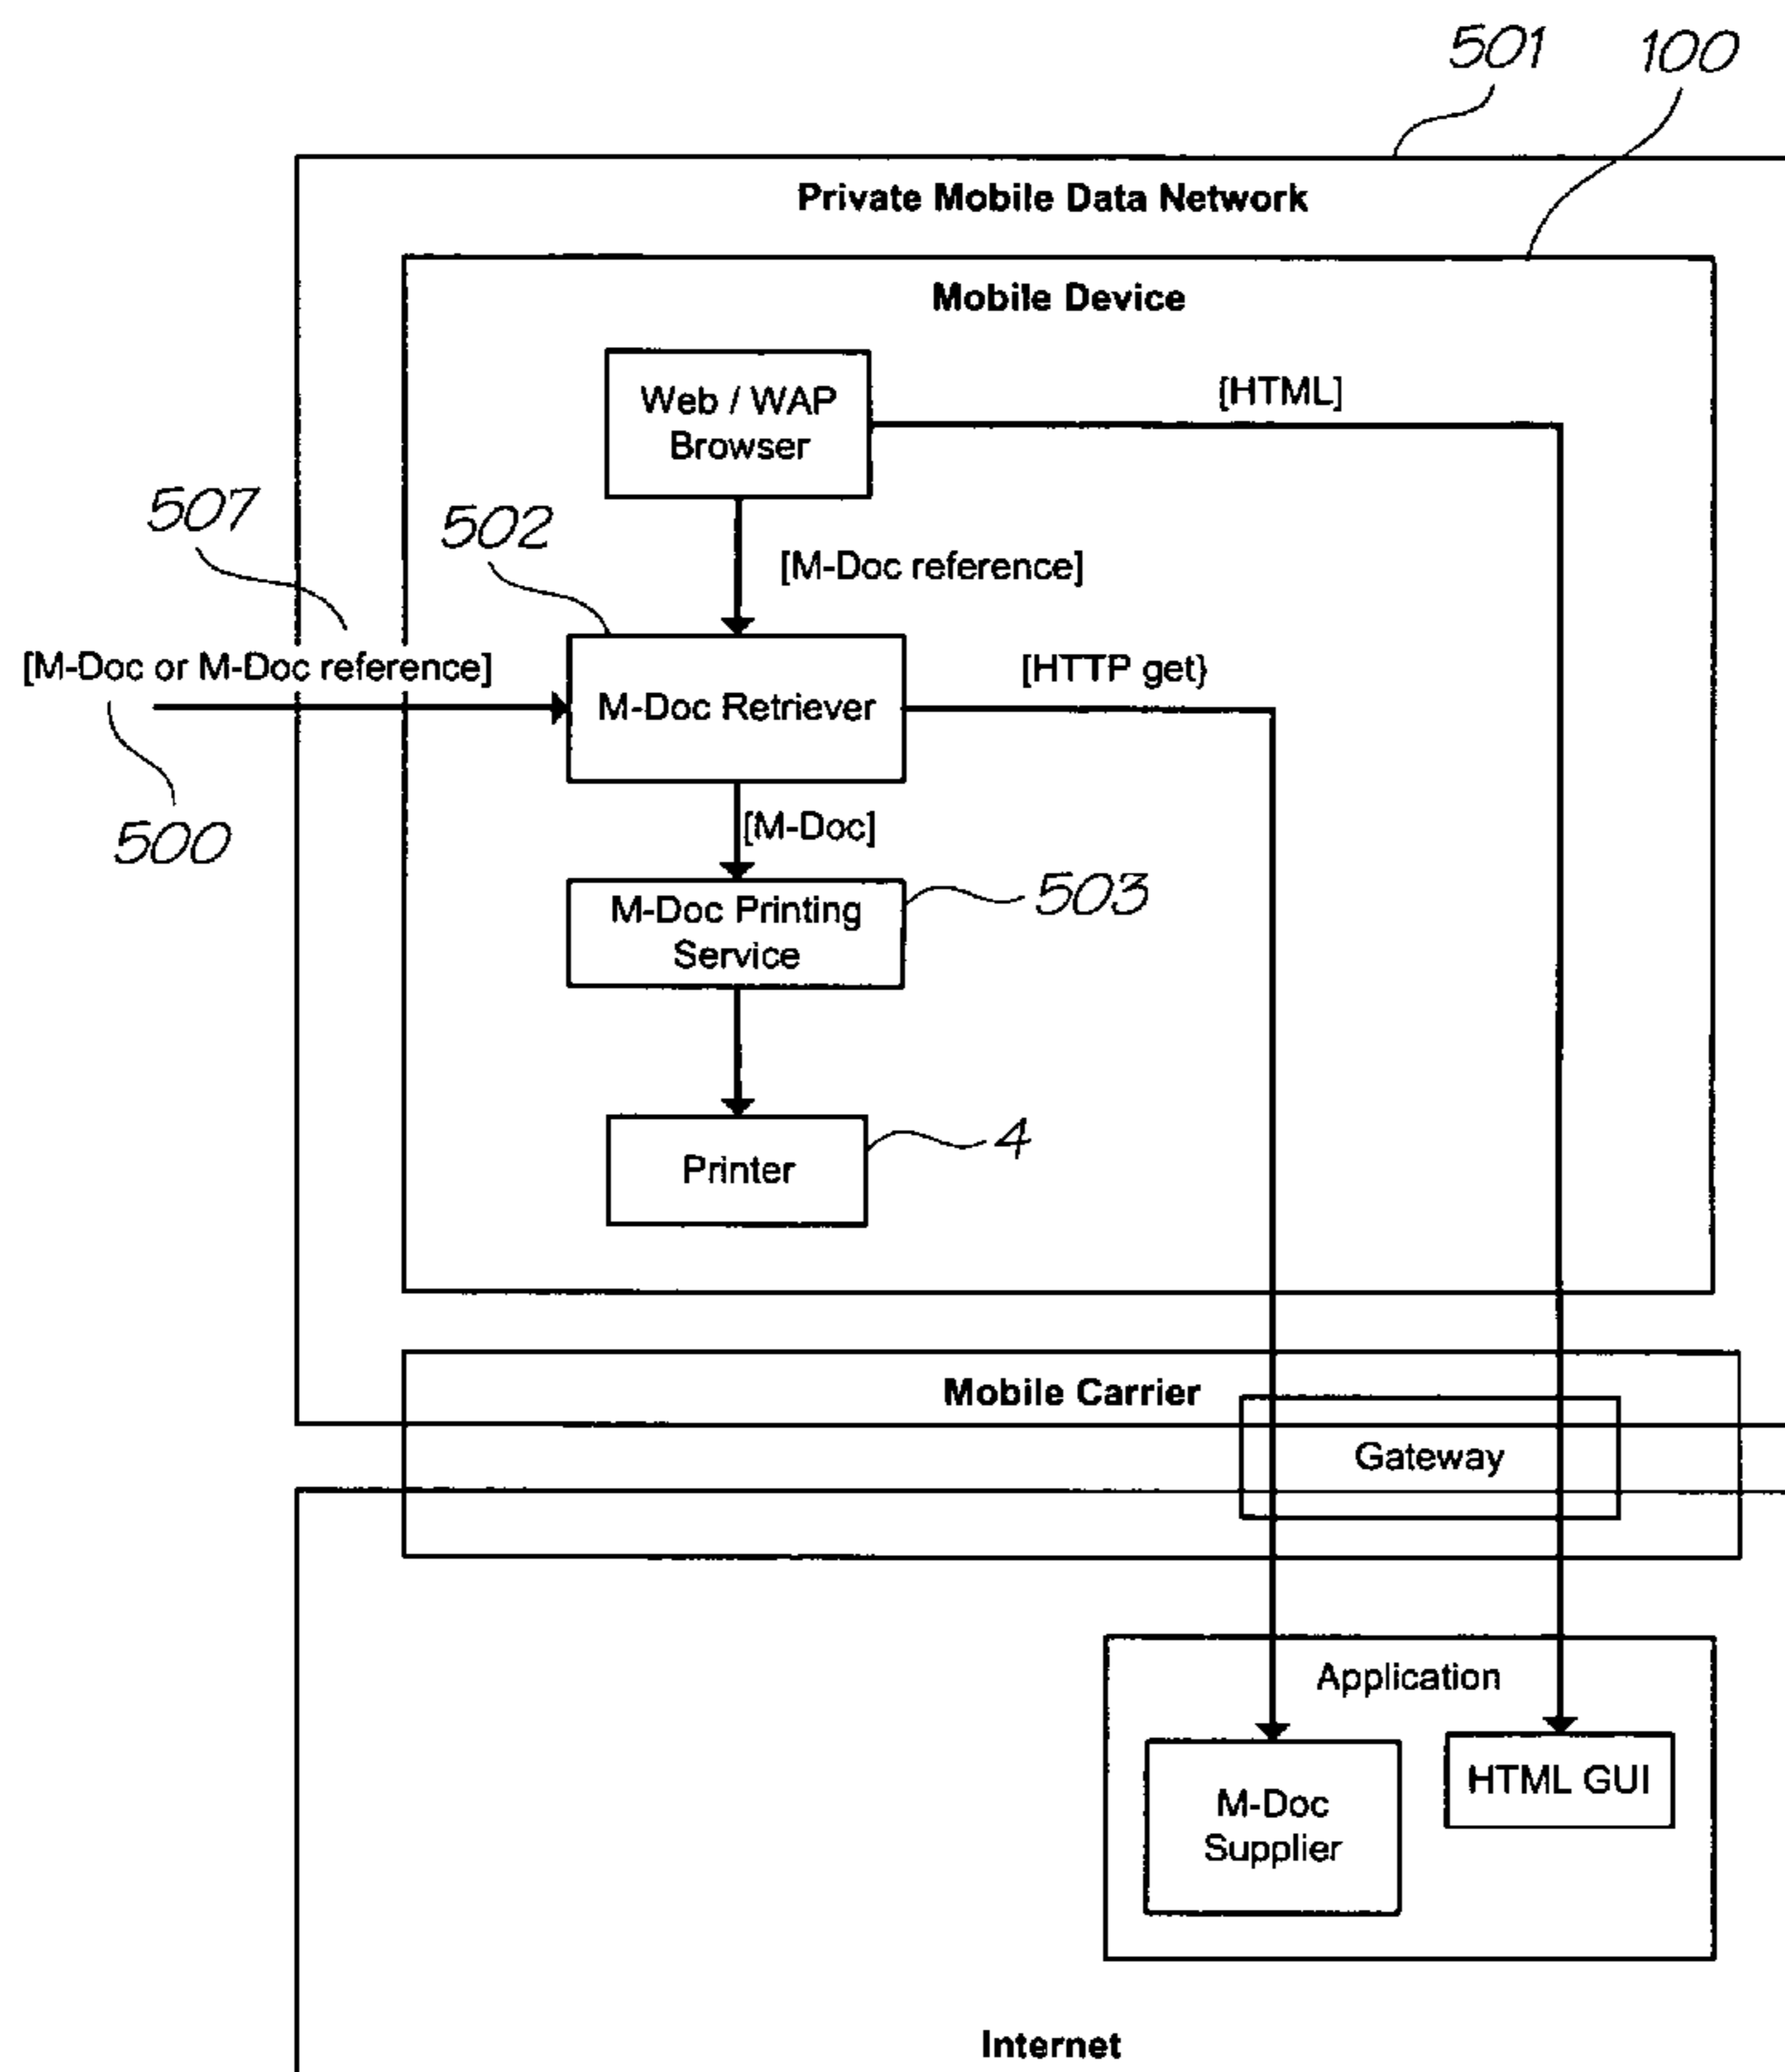 501
100
Private Mobile Data Network
Mobile Device
Web / WAP
Browser
[HTML]
507
502
[M-Doc reference]
[M-Doc or M-Doc reference]
M-Doc Retriever
[HTTP get}
500
[M-Doc]
M-Doc Printing
Service
503
Printer
4
Mobile Carrier
Gateway
Application
M-Doc
Supplier
HTML GUI
Internet